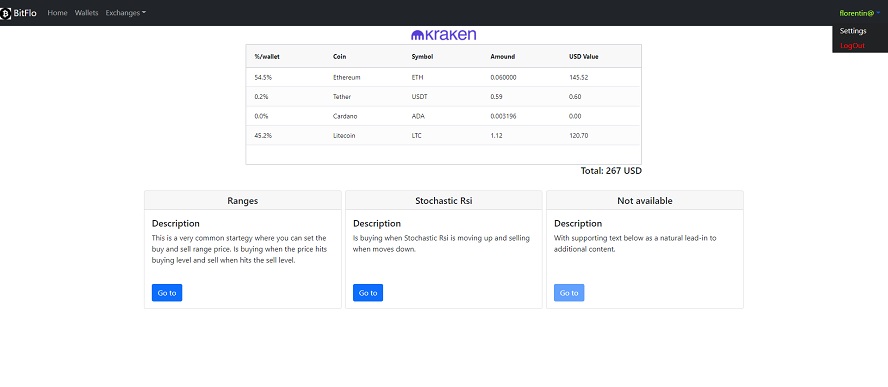 BitFlo Home Wallets Exchanges florentin@
Settings
LogOut
kraken
%/wallet Coin Symbol Amound USD Value
54.5% Ethereum ETH 0.060000 145.52
0.2% Tether USDT 0.59 0.60
0.0% Cardano ADA 0.003196 0.00
45.2% Litecoin LTC 1.12 120.70
Total: 267 USD
Ranges
Description
This is a very common startegy where you can set the
buy and sell range price. Is buying when the price hits
buying level and sell when hits the sell level.
Go to
Stochastic Rsi
Description
Is buying when Stochastic Rsi is moving up and selling
when moves down.
Go to
Not available
Description
With supporting text below as a natural lead-in to
additional content.
Go to